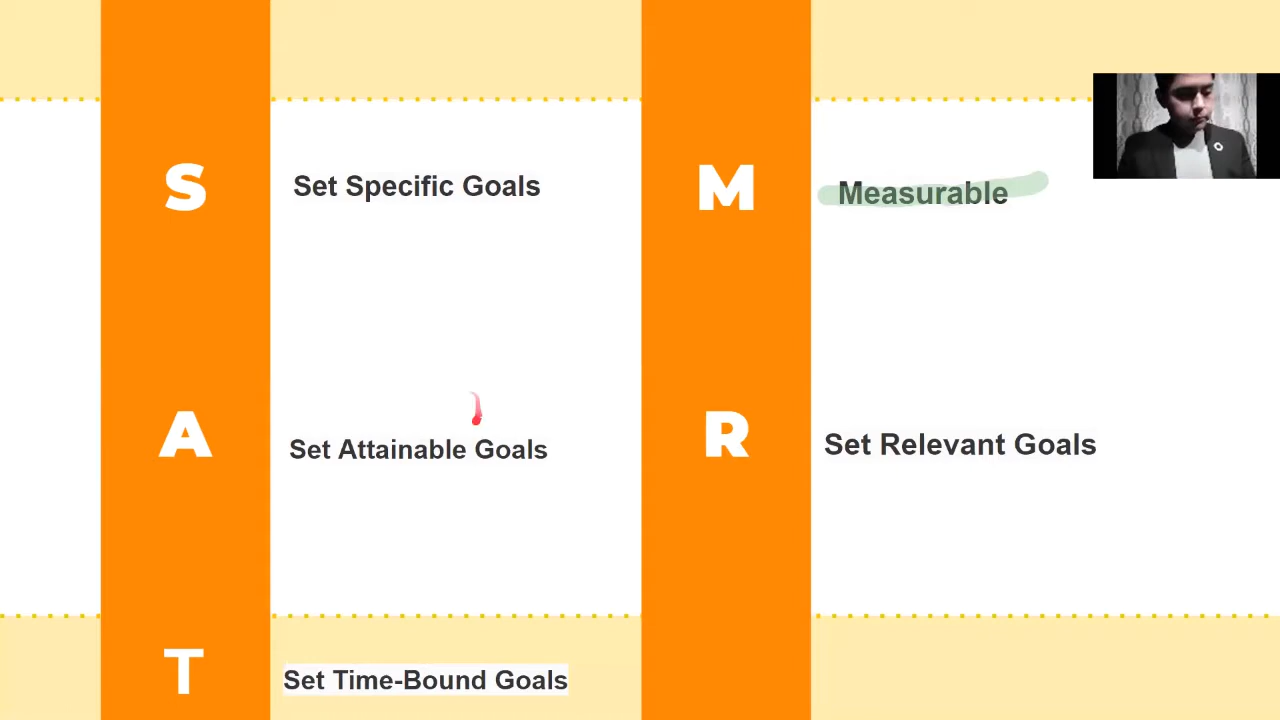 S
Set Specific Goals
M
Measurable
A
Set Attainable Goals
R
Set Relevant Goals
T
Set Time-Bound Goals